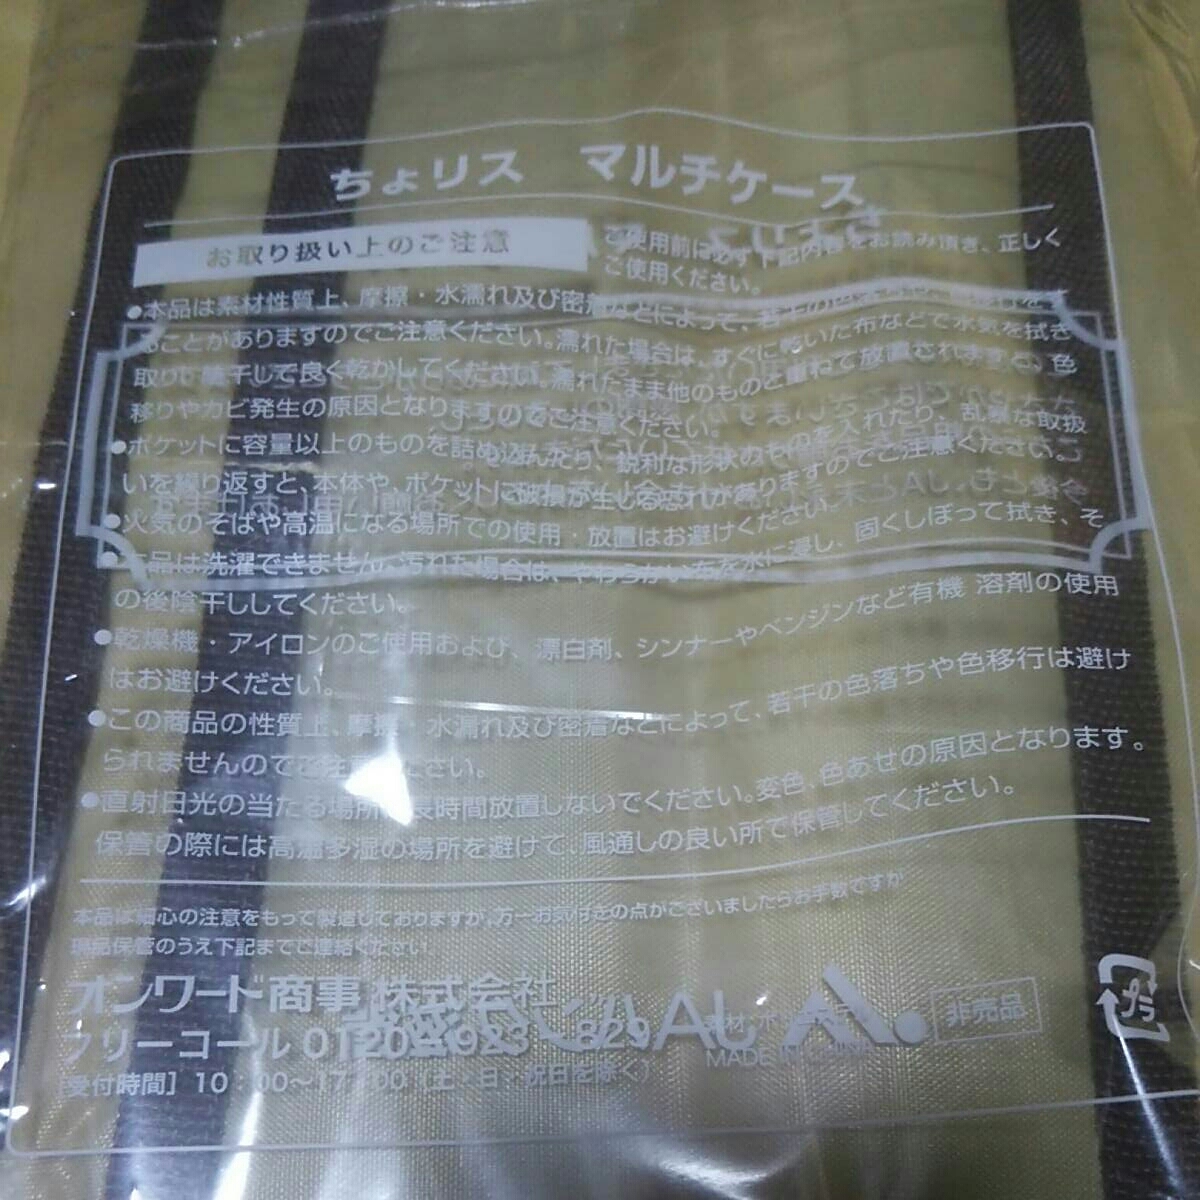 ちょリス　マルチケース
お取り扱い上のご注意
ご使用前に必ず下記内容をお読み頂き、正しく
ご使用ください。
●本品は素材性質上、摩擦・水濡れ及び密着などによって、若干の
ことがありますのでご注意ください。濡れた場合は、すぐに乾いた布などで水気を拭き
取り、陰干しして良く乾かしてください。濡れたまま他のものと重ねて放置されますと、色
移りやカビ発生の原因となりますのでご注意ください。
●ポケットに容量以上のものを詰め込んだり、鋭利な形状のものを入れたり、乱暴な取扱
いを繰り返すと、本体や、ポケットに破損が生じる恐れがありますのでご注意ください。
●火気のそばや高温になる場所での使用・放置はお避けください。
●本品は洗濯できません。汚れた場合は、やわらかい布を水に浸し、固くしぼって拭き、そ
の後陰干ししてください。
●乾燥機・アイロンのご使用および、漂白剤、シンナーやベンジンなど有機 溶剤の使用
はお避けください。
●この商品の性質上、摩擦・水濡れ及び密着などによって、若干の色落ちや色移行は避け
られませんのでご注意ください。
●直射日光の当たる場所に長時間放置しないでください。変色、色あせの原因となります。
保管の際には高温多湿の場所を避けて、風通しの良い所で保管してください。
本品は細心の注意をもって製造しておりますが、万一お気付きの点がございましたらお手数ですが
現品保管のうえ下記までご連絡ください
オンワード商事 株式会社
フリーコール 0120-923-829
受付時間］10：00～17：00（土・日・祝日を除く）
MADE IN CHINA
非売品
プラ